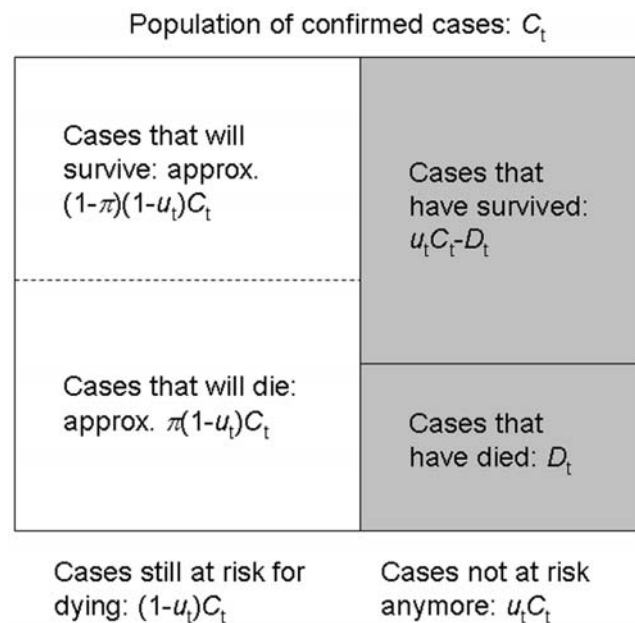 Population of confirmed cases: Cₜ
Cases that will
survive: approx.
(1-π)(1-uₜ)Cₜ
Cases that
have survived:
uₜCₜ-Dₜ
Cases that will die:
approx. π(1-uₜ)Cₜ
Cases that
have died: Dₜ
Cases still at risk for
dying: (1-uₜ)Cₜ
Cases not at risk
anymore: uₜCₜ